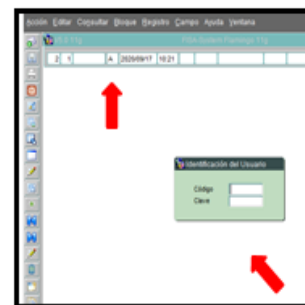 Acción Editar Consultar Bloque Registro Campo Ayuda Ventana
2 1 A 2020/09/17 10:21
Identificación del Usuario
Código
Clave